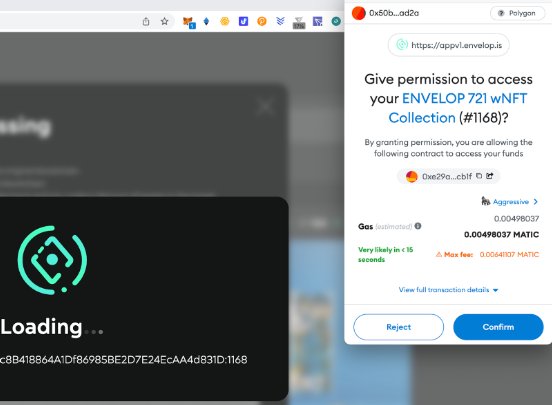 0x50b...ad2a
Polygon
https://appv1.envelop.is
Give permission to access
your ENVELOP 721 wNFT
Collection (#1168)?
By granting permission, you are allowing the
following contract to access your funds
0xe29a...cb1f
Aggressive
0.00498037
Gas (estimated)
0.00498037 MATIC
Very likely in < 15
seconds
Max fee:
0.00641107 MATIC
View full transaction details
Reject
Confirm
ssing
Loading...
c8B418864A1Df86985BE2D7E24EcAA4d831D:1168